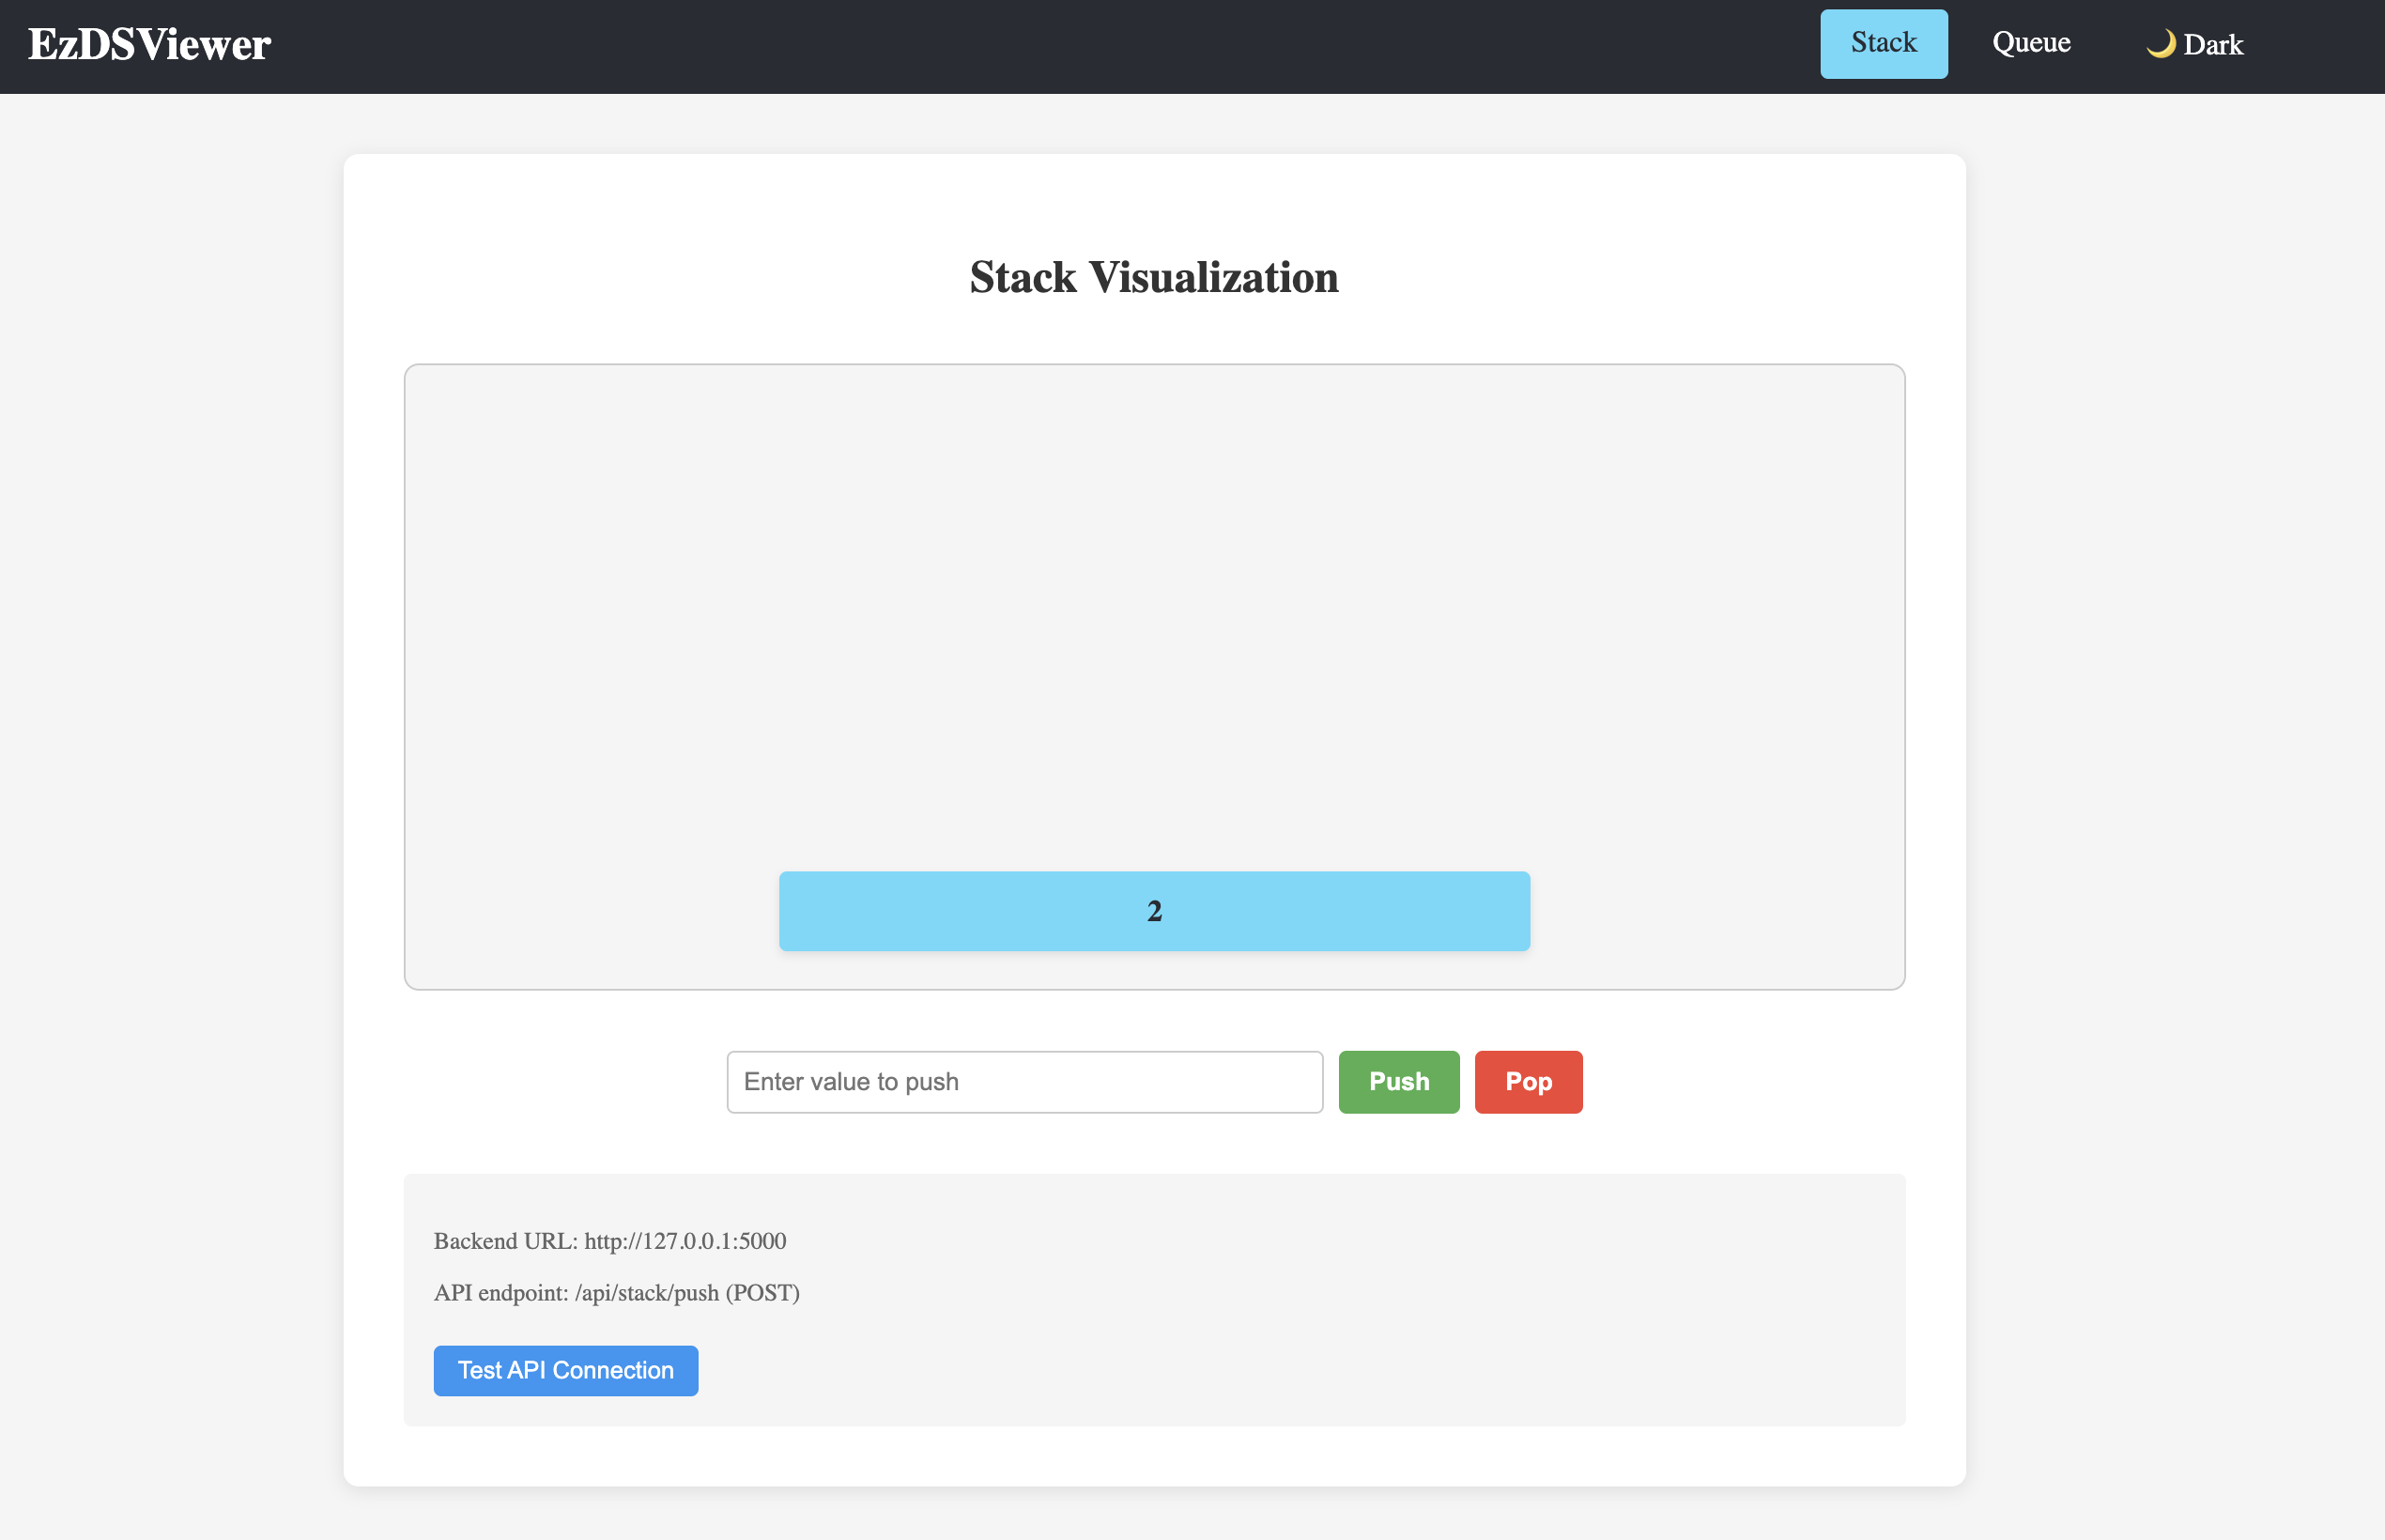 EzDSViewer
Stack
Queue
🌙 Dark
Stack Visualization
2
Enter value to push
Push
Pop
Backend URL: http://127.0.0.1:5000
API endpoint: /api/stack/push (POST)
Test API Connection